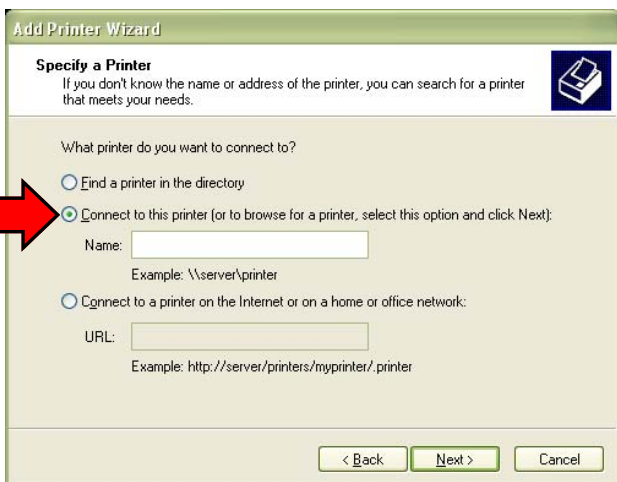 Add Printer Wizard
Specify a Printer
If you don't know the name or address of the printer, you can search for a printer
that meets your needs.
What printer do you want to connect to?
Find a printer in the directory
Connect to this printer (or to browse for a printer, select this option and click Next):
Name:
Example: \\server\printer
Connect to a printer on the Internet or on a home or office network:
URL:
Example: http://server/printers/myprinter/.printer
< Back Next > Cancel